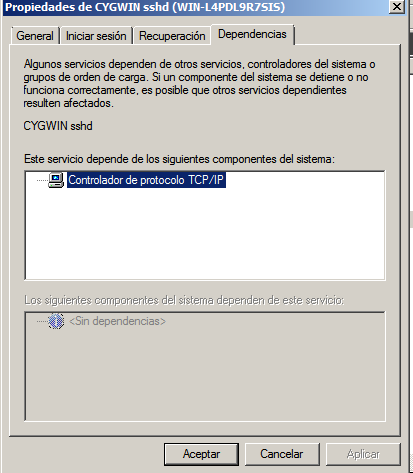 Propiedades de CYGWIN sshd (WIN-L4PDL9R7SIS)
General
Iniciar sesión
Recuperación
Dependencias
Algunos servicios dependen de otros servicios, controladores del sistema o
grupos de orden de carga. Si un componente del sistema se detiene o no
funciona correctamente, es posible que otros servicios dependientes
resulten afectados.
CYGWIN sshd
Este servicio depende de los siguientes componentes del sistema:
Controlador de protocolo TCP/IP
Los siguientes componentes del sistema dependen de este servicio:
<Sin dependencias>
Aceptar
Cancelar
Aplicar